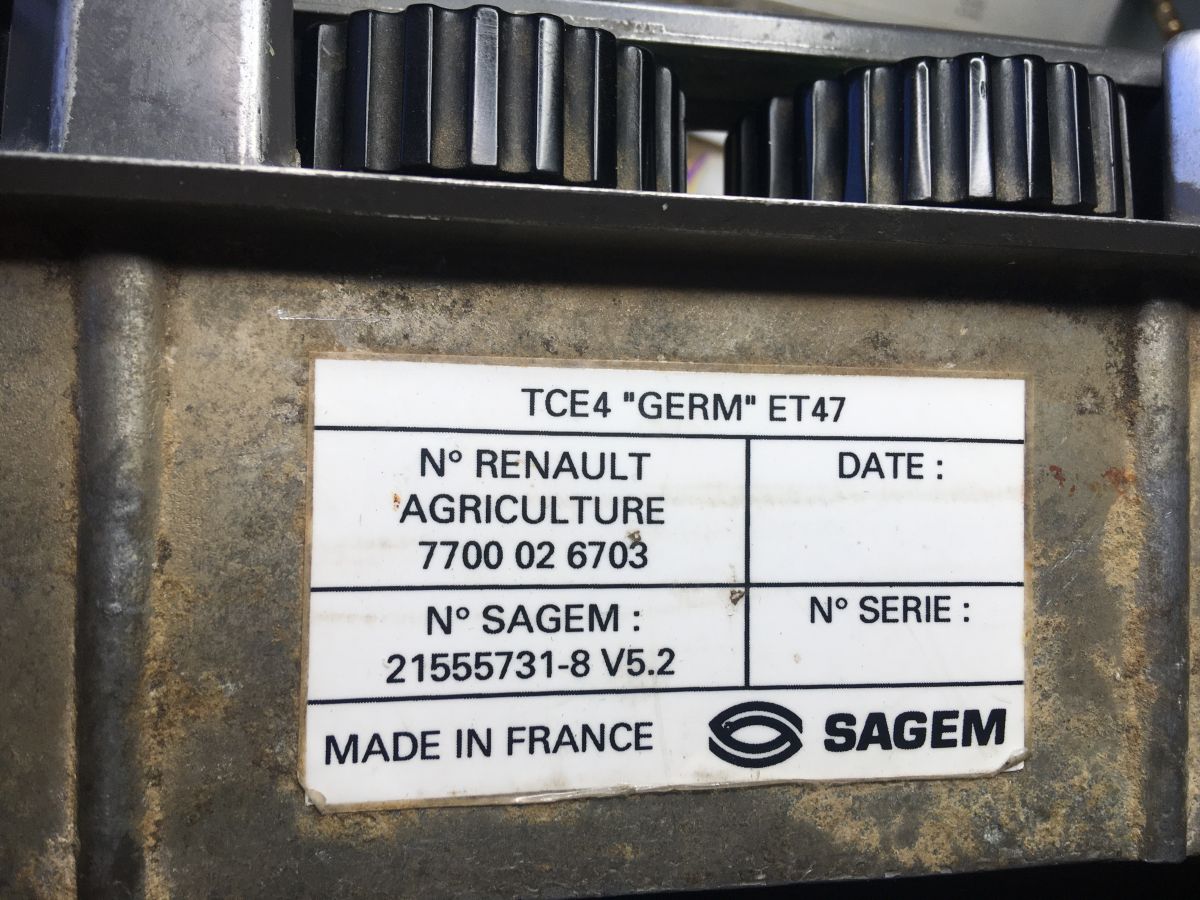 TCE4 "GERM" ET47
N° RENAULT
AGRICULTURE
7700 02 6703
DATE :
N° SAGEM :
21555731-8 V5.2
N° SERIE :
MADE IN FRANCE
SAGEM